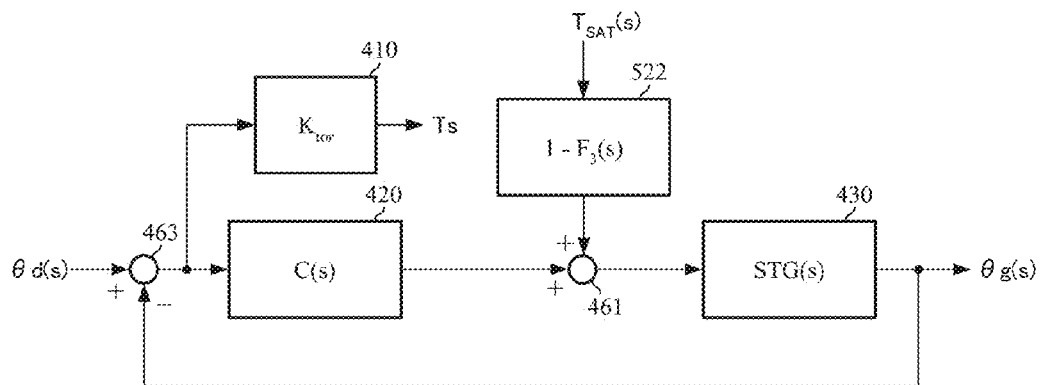 T_SAT(s)
410
522
K_tor
Ts
1 - F_3(s)
420
430
463
θ d(s)
+
-
C(s)
+
+
461
STG(s)
θ g(s)